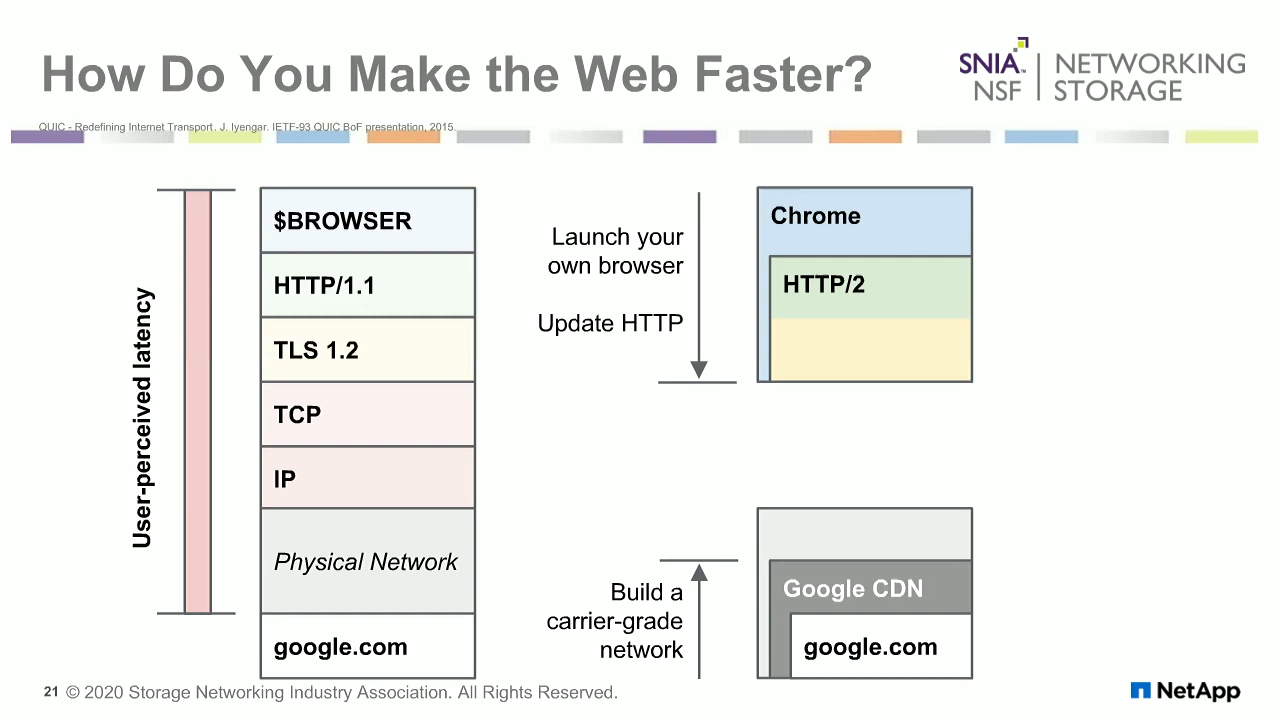 How Do You Make the Web Faster?
SNIA
NSF
NETWORKING
STORAGE
QUIC - Redefining Internet Transport. J. Iyengar. IETF-93 QUIC BoF presentation, 2015.
User-perceived latency
$BROWSER
HTTP/1.1
TLS 1.2
TCP
IP
Physical Network
google.com
Launch your
own browser
Update HTTP
Build a
carrier-grade
network
Chrome
HTTP/2
Google CDN
google.com
21 © 2020 Storage Networking Industry Association. All Rights Reserved.
NetApp